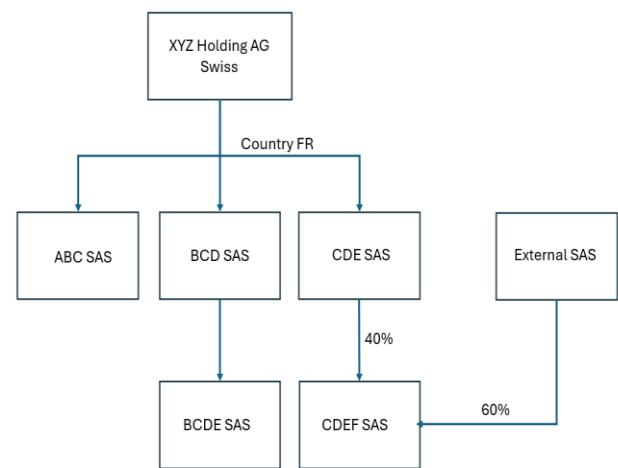 XYZ Holding AG
Swiss
Country FR
ABC SAS
BCD SAS
CDE SAS
External SAS
40%
60%
BCDE SAS
CDEF SAS